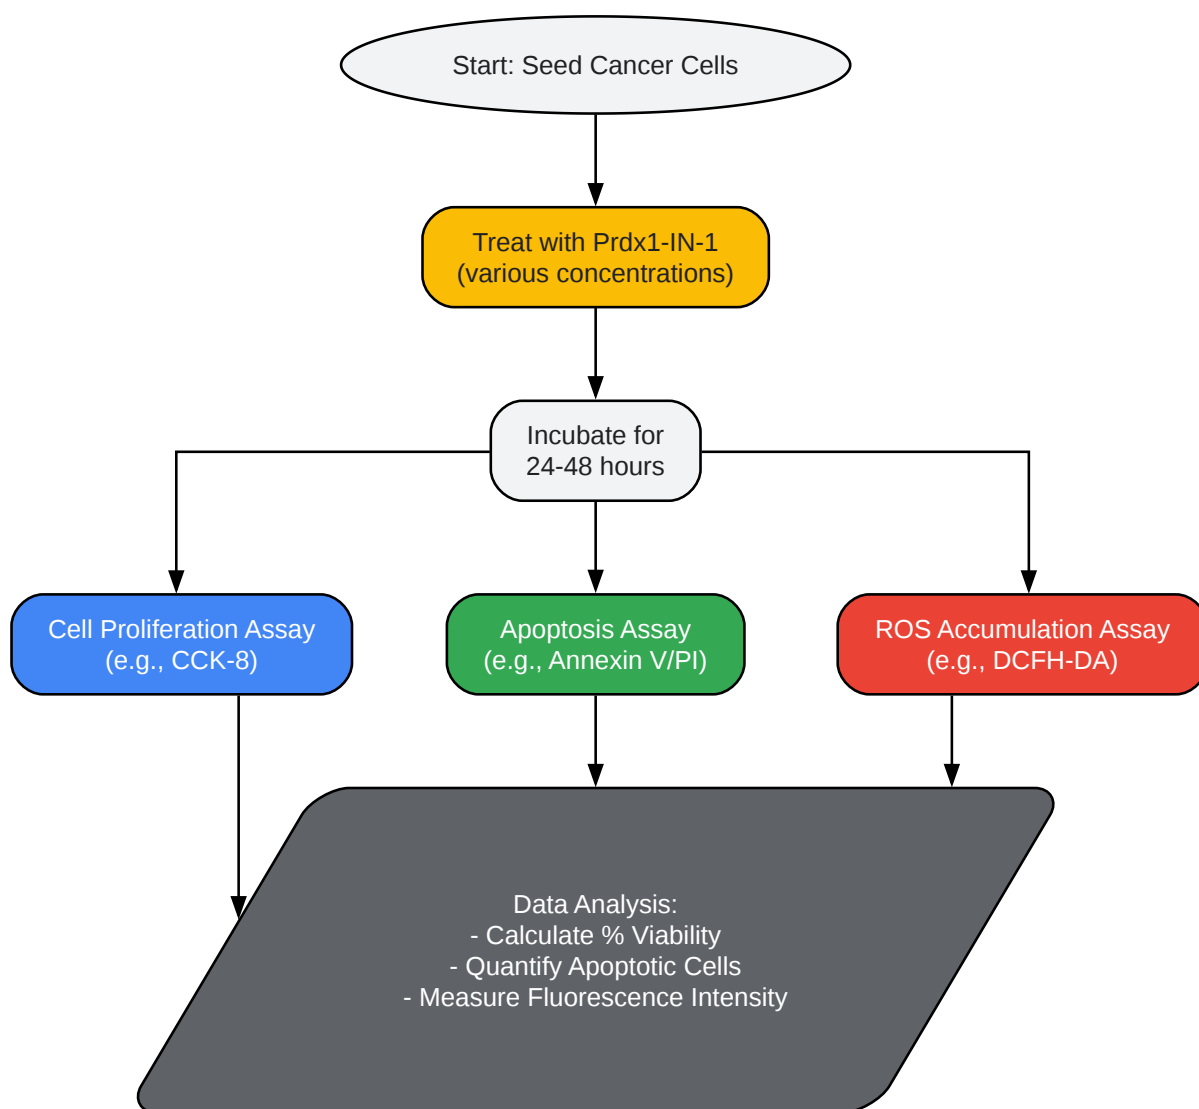 Start: Seed Cancer Cells
Treat with Prdx1-IN-1
(various concentrations)
Incubate for
24-48 hours
Cell Proliferation Assay
(e.g., CCK-8)
Apoptosis Assay
(e.g., Annexin V/PI)
ROS Accumulation Assay
(e.g., DCFH-DA)
Data Analysis:
- Calculate % Viability
- Quantify Apoptotic Cells
- Measure Fluorescence Intensity